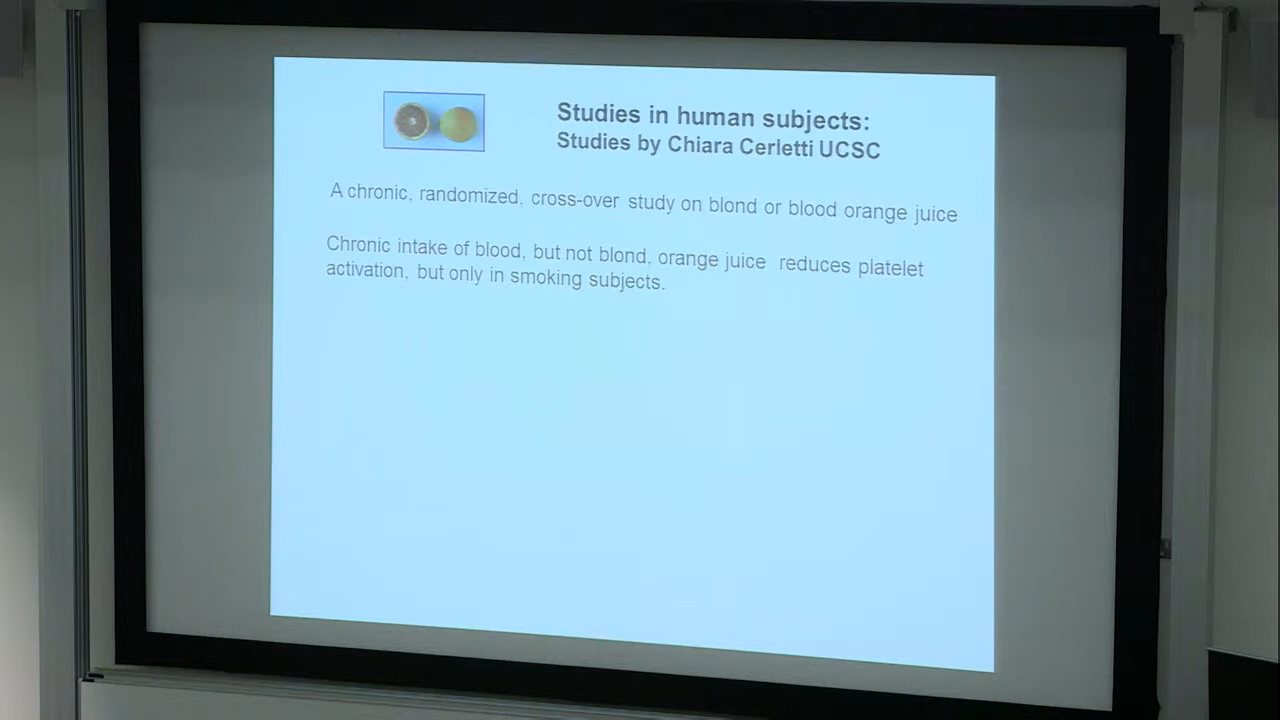 Studies in human subjects:
Studies by Chiara Cerletti UCSC
A chronic, randomized, cross-over study on blond or blood orange juice
Chronic intake of blood, but not blond, orange juice reduces platelet
activation, but only in smoking subjects.